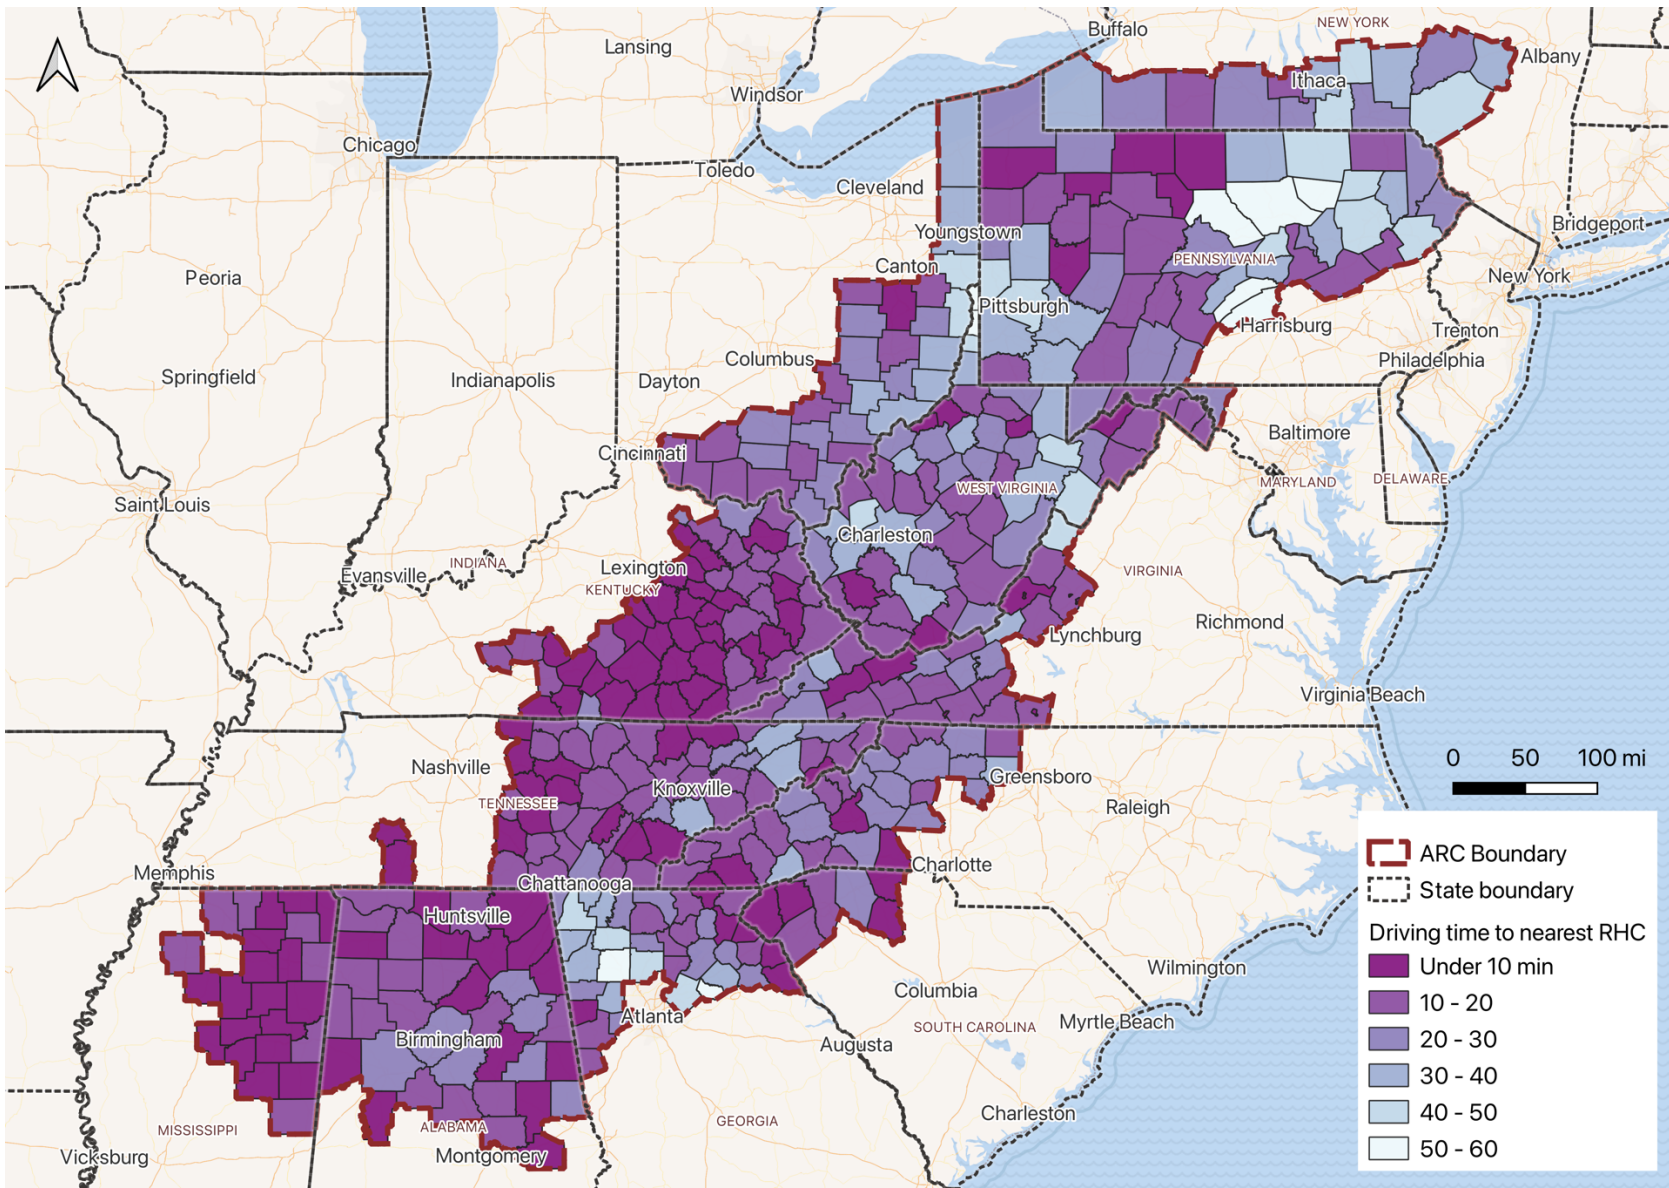 Buffalo
NEW YORK
Lansing
Albany
Ithaca
Windsor
Chicago
Toledo
Cleveland
Bridgeport
Youngstown
PENNSYLVANIA
Canton
New York
Peoria
Pittsburgh
Harrisburg
Trenton
Columbus
Philadelphia
Springfield
Indianapolis
Dayton
Baltimore
Cincinnati
MARYLAND
DELAWARE
WEST VIRGINIA
Saint Louis
Charleston
INDIANA
Lexington
VIRGINIA
Evansville
KENTUCKY
Richmond
Lynchburg
Virginia Beach
Nashville
Greensboro
Knoxville
TENNESSEE
Raleigh
0 50 100 mi
Charlotte
Memphis
Chattanooga
Huntsville
Wilmington
Columbia
Atlanta
SOUTH CAROLINA
Myrtle Beach
Birmingham
Augusta
Charleston
GEORGIA
MISSISSIPPI
ALABAMA
Vicksburg
Montgomery
ARC Boundary
State boundary
Driving time to nearest RHC
Under 10 min
10 - 20
20 - 30
30 - 40
40 - 50
50 - 60